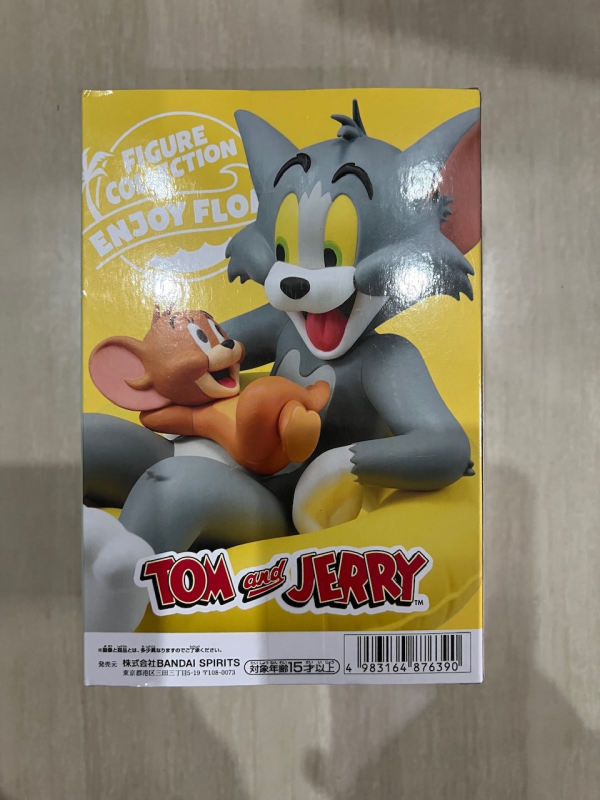 FIGURE
COLLECTION
ENJOY FLO
TOM and JERRY™
※画像と商品とは、多少異なりますのでご了承ください。
発売元 株式会社BANDAI SPIRITS
東京都港区三田三丁目5-19 〒108-0073
対象年齢15才以上
4 983164 876390